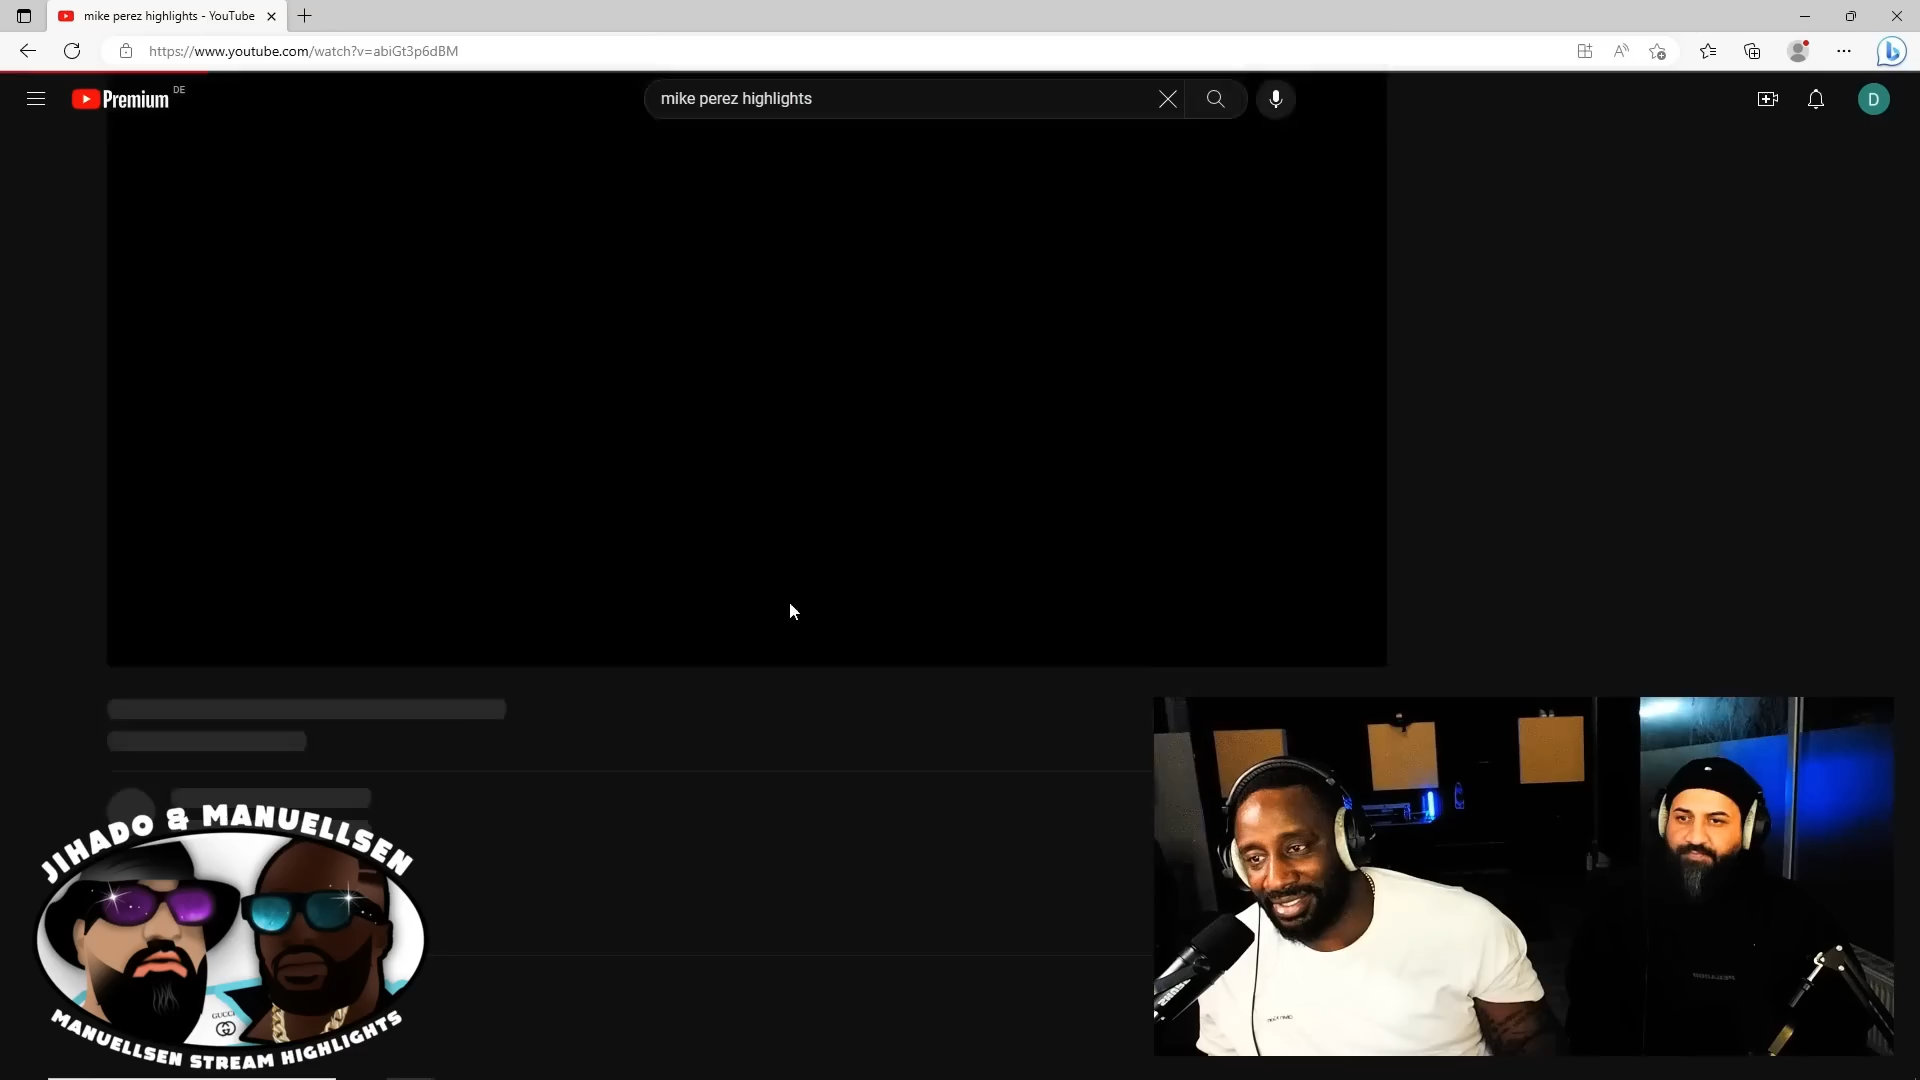 mike perez highlights - YouTube
https://www.youtube.com/watch?v=abiGt3p6dBM
Premium DE
mike perez highlights
D
JIHADO & MANUELLSEN
GUCCI
MANUELLSEN STREAM HIGHLIGHTS